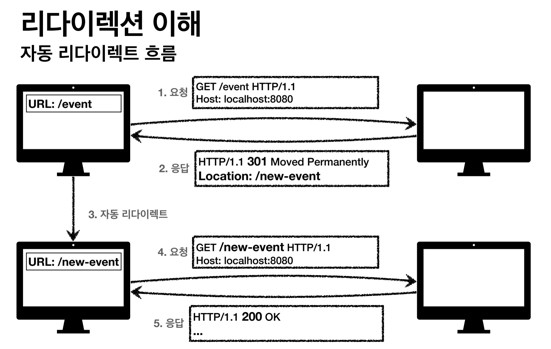 리다이렉션 이해
자동 리다이렉트 흐름
URL: /event
1. 요청
GET /event HTTP/1.1
Host: localhost:8080
2. 응답
HTTP/1.1 301 Moved Permanently
Location: /new-event
3. 자동 리다이렉트
URL: /new-event
4. 요청
GET /new-event HTTP/1.1
Host: localhost:8080
5. 응답
HTTP/1.1 200 OK
...